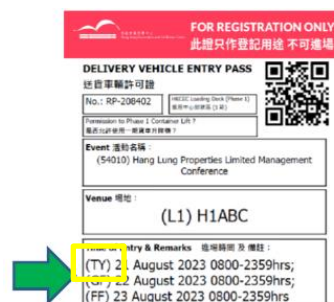 FOR REGISTRATION ONLY
此證只作登記用途 不可進場
DELIVERY VEHICLE ENTRY PASS
送貨車輛許可證
No.: RP-208402
HKCEC Loading Dock (Phase 1)
Permission to Phase 1 Container Lift ?
Event 活動名稱 :
(54010) Hang Lung Properties Limited Management
Conference
Venue 場地 :
(L1) H1ABC
Entry & Remarks 進場時間 及 備註 :
(TY) 21 August 2023 0800-2359hrs;
(GF) 22 August 2023 0800-2359hrs;
(FF) 23 August 2023 0800-2359hrs